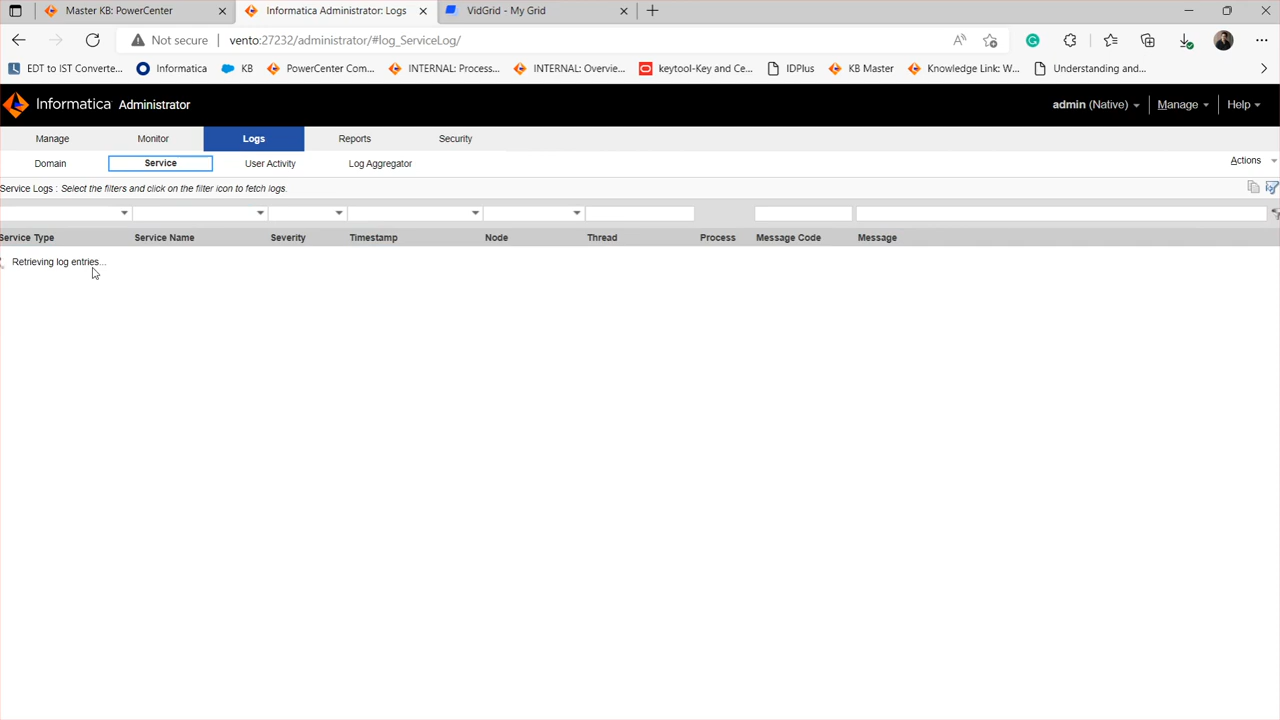 Master KB: PowerCenter
Informatica Administrator: Logs
VidGrid - My Grid
Not secure
vento:27232/administrator/#log_ServiceLog/
EDT to IST Converte...
Informatica
KB
PowerCenter Com...
INTERNAL: Process...
INTERNAL: Overvie...
keytool-Key and Ce...
IDPlus
KB Master
Knowledge Link: W...
Understanding and...
Informatica Administrator
admin (Native)
Manage
Help
Manage
Monitor
Logs
Reports
Security
Domain
Service
User Activity
Log Aggregator
Actions
Service Logs : Select the filters and click on the filter icon to fetch logs.
Service Type
Service Name
Severity
Timestamp
Node
Thread
Process
Message Code
Message
Retrieving log entries...